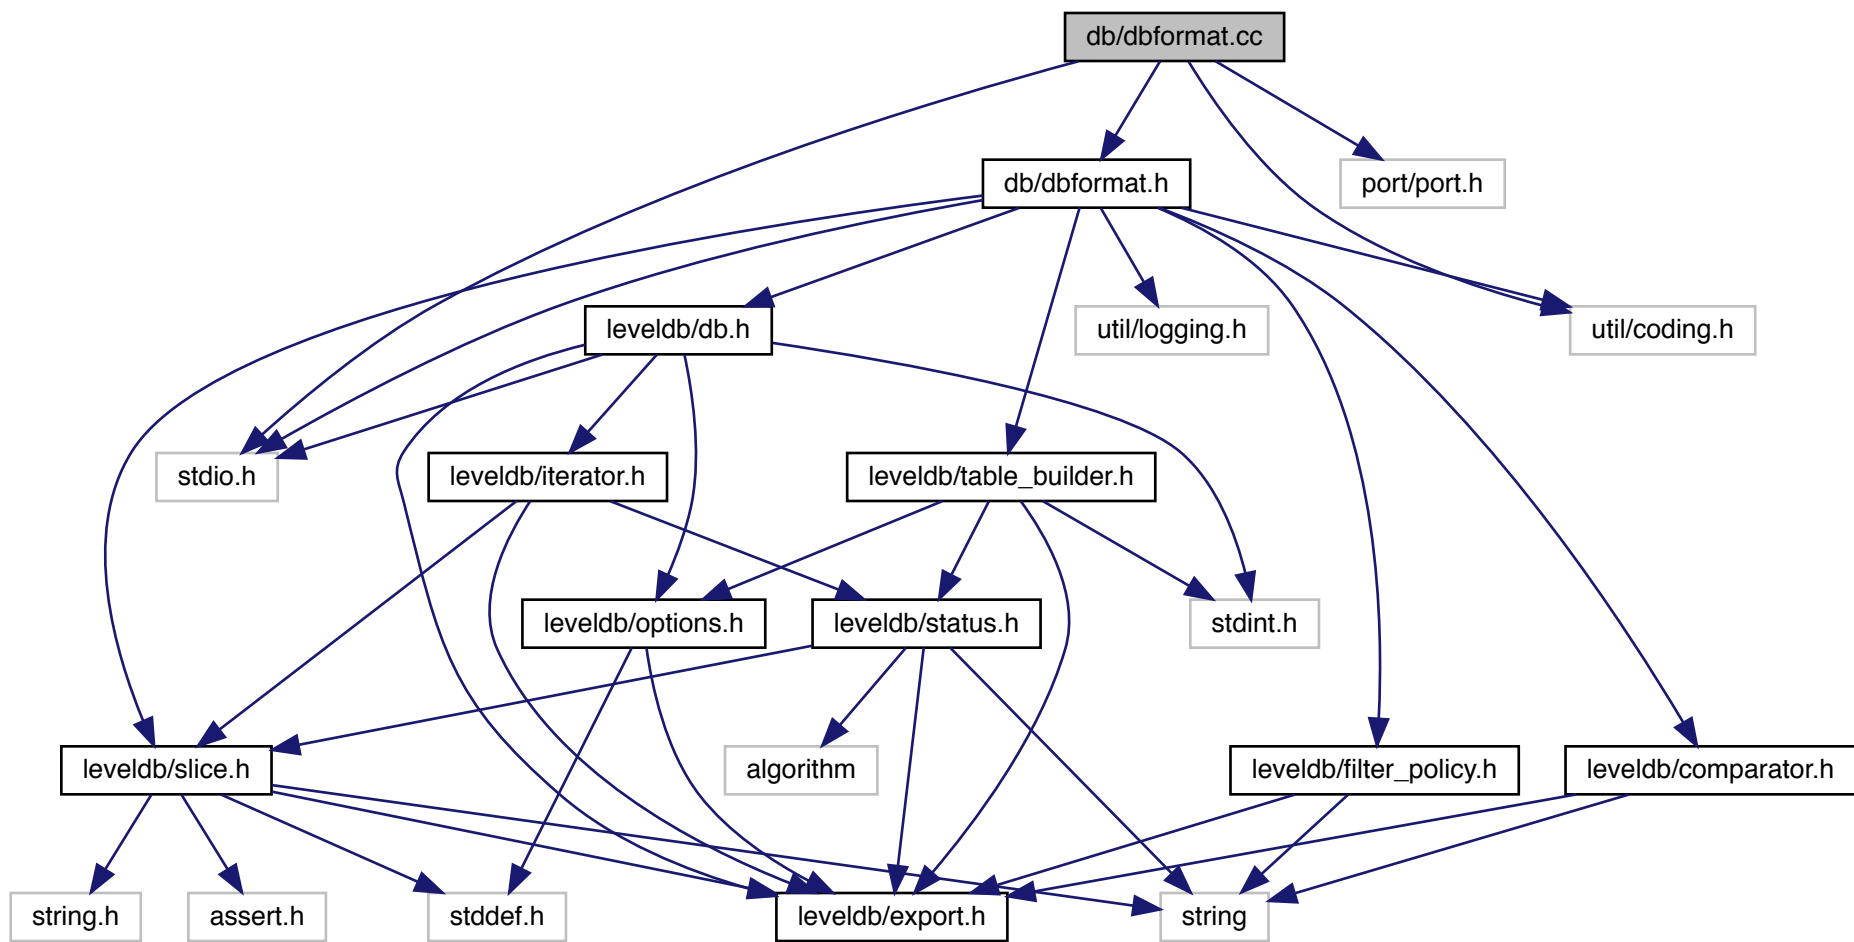 db/dbformat.cc
db/dbformat.h
port/port.h
leveldb/db.h
util/logging.h
util/coding.h
stdio.h
leveldb/iterator.h
leveldb/table_builder.h
leveldb/options.h
leveldb/status.h
stdint.h
leveldb/slice.h
algorithm
leveldb/filter_policy.h
leveldb/comparator.h
string.h
assert.h
stddef.h
leveldb/export.h
string